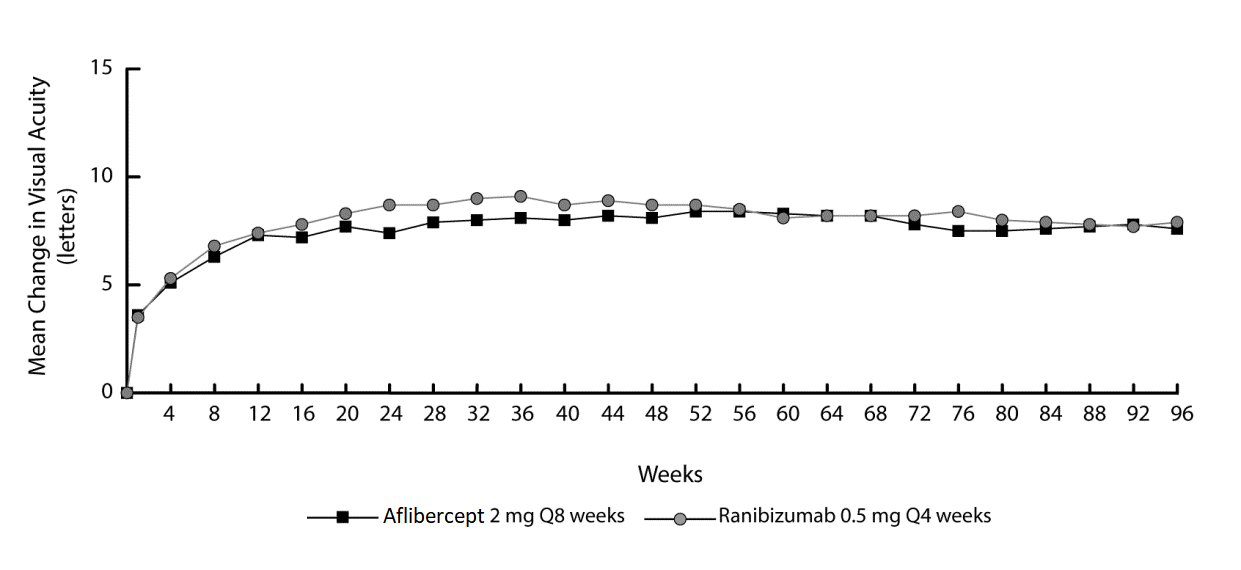 Mean Change in Visual Acuity
(letters)
15
10
5
0
4 8 12 16 20 24 28 32 36 40 44 48 52 56 60 64 68 72 76 80 84 88 92 96
Weeks
Aflibercept 2 mg Q8 weeks Ranibizumab 0.5 mg Q4 weeks